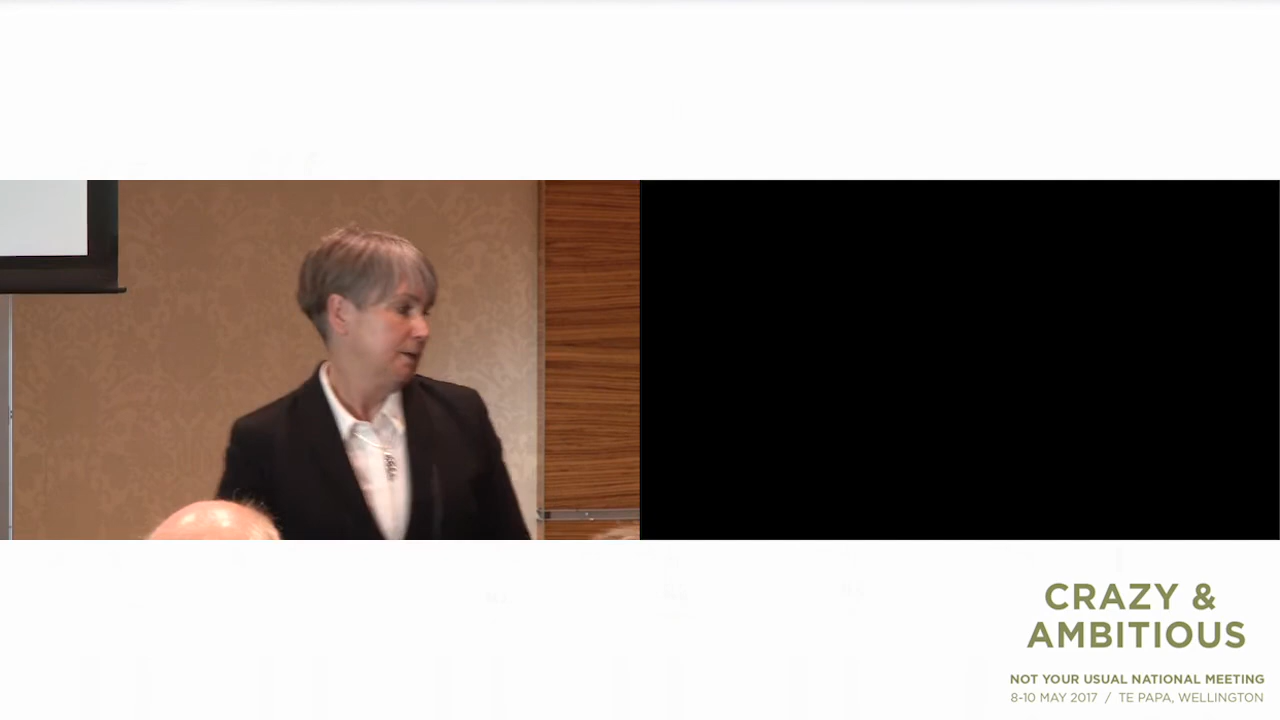 CRAZY &
AMBITIOUS
NOT YOUR USUAL NATIONAL MEETING
8-10 MAY 2017 / TE PAPA, WELLINGTON